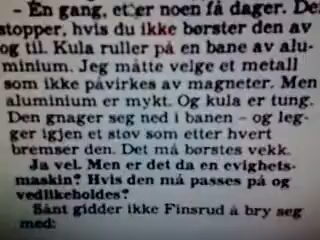 – En gang, etter noen få dager. De
stopper, hvis du ikke børster den av
og til. Kula ruller på en bane av alu-
minium. Jeg måtte velge et metall
som ikke påvirkes av magneter. Men
aluminium er mykt. Og kula er tung.
Den gnager seg ned i banen – og leg-
ger igjen et støv som etter hvert
bremser den. Det må børstes vekk.
Ja vel. Men er det da en evighets-
maskin? Hvis den må passes på og
vedlikeholdes?
Sånt gidder ikke Finsrud å bry seg
med: